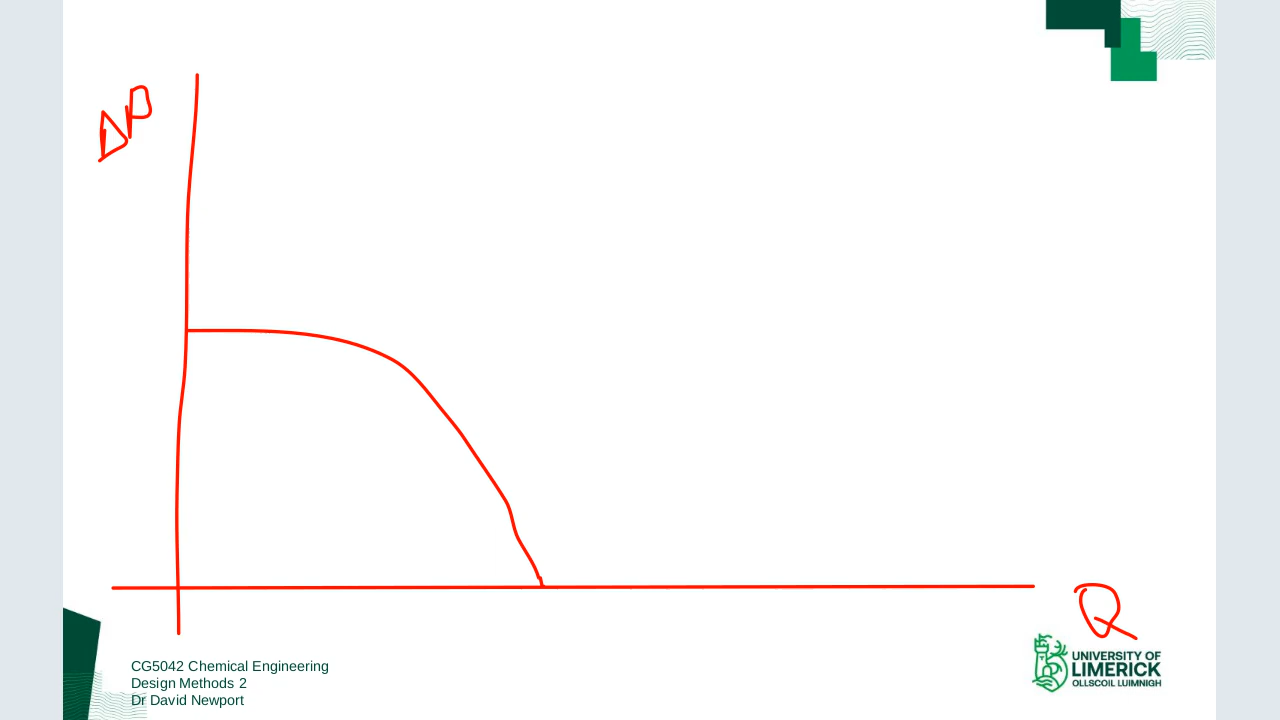 ΔP
Q
CG5042 Chemical Engineering
Design Methods 2
Dr David Newport
UNIVERSITY OF
LIMERICK
OLLSCOIL LUIMNIGH